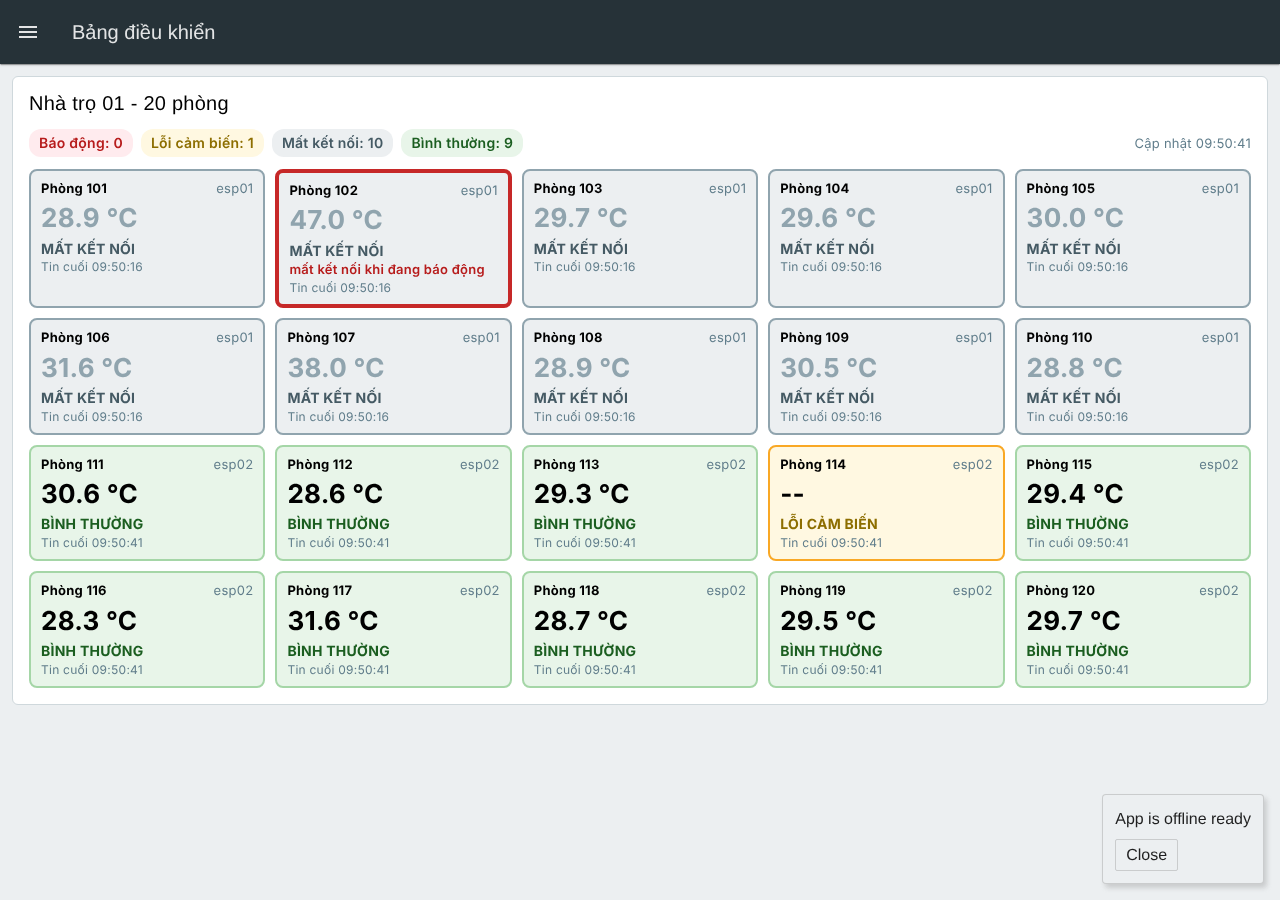 Bảng điều khiển
Nhà trọ 01 - 20 phòng
Báo động: 0 Lỗi cảm biến: 1 Mất kết nối: 10 Bình thường: 9 Cập nhật 09:50:41
Phòng 101 esp01
28.9 °C
MẤT KẾT NỐI
Tin cuối 09:50:16
Phòng 102 esp01
47.0 °C
MẤT KẾT NỐI
mất kết nối khi đang báo động
Tin cuối 09:50:16
Phòng 103 esp01
29.7 °C
MẤT KẾT NỐI
Tin cuối 09:50:16
Phòng 104 esp01
29.6 °C
MẤT KẾT NỐI
Tin cuối 09:50:16
Phòng 105 esp01
30.0 °C
MẤT KẾT NỐI
Tin cuối 09:50:16
Phòng 106 esp01
31.6 °C
MẤT KẾT NỐI
Tin cuối 09:50:16
Phòng 107 esp01
38.0 °C
MẤT KẾT NỐI
Tin cuối 09:50:16
Phòng 108 esp01
28.9 °C
MẤT KẾT NỐI
Tin cuối 09:50:16
Phòng 109 esp01
30.5 °C
MẤT KẾT NỐI
Tin cuối 09:50:16
Phòng 110 esp01
28.8 °C
MẤT KẾT NỐI
Tin cuối 09:50:16
Phòng 111 esp02
30.6 °C
BÌNH THƯỜNG
Tin cuối 09:50:41
Phòng 112 esp02
28.6 °C
BÌNH THƯỜNG
Tin cuối 09:50:41
Phòng 113 esp02
29.3 °C
BÌNH THƯỜNG
Tin cuối 09:50:41
Phòng 114 esp02
--
LỖI CẢM BIẾN
Tin cuối 09:50:41
Phòng 115 esp02
29.4 °C
BÌNH THƯỜNG
Tin cuối 09:50:41
Phòng 116 esp02
28.3 °C
BÌNH THƯỜNG
Tin cuối 09:50:41
Phòng 117 esp02
31.6 °C
BÌNH THƯỜNG
Tin cuối 09:50:41
Phòng 118 esp02
28.7 °C
BÌNH THƯỜNG
Tin cuối 09:50:41
Phòng 119 esp02
29.5 °C
BÌNH THƯỜNG
Tin cuối 09:50:41
Phòng 120 esp02
29.7 °C
BÌNH THƯỜNG
Tin cuối 09:50:41
App is offline ready
Close